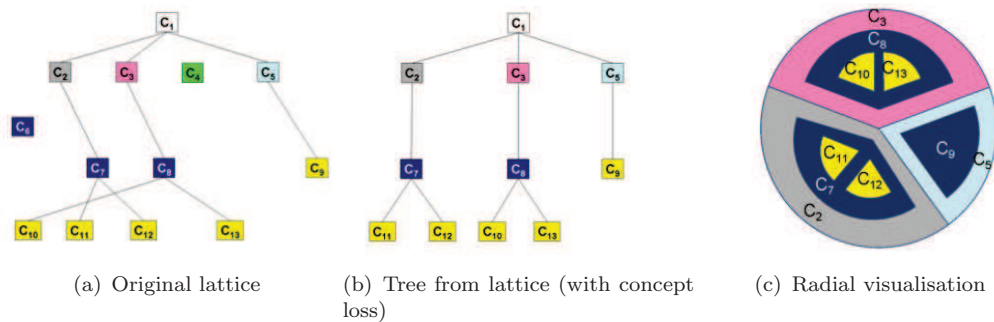 C1
C2
C3
C4
C5
C6
C7
C8
C9
C10
C11
C12
C13
(a) Original lattice
C1
C2
C3
C5
C7
C8
C9
C11
C12
C10
C13
(b) Tree from lattice (with concept
loss)
C3
C8
C10
C13
C11
C9
C12
C7
C5
C2
(c) Radial visualisation